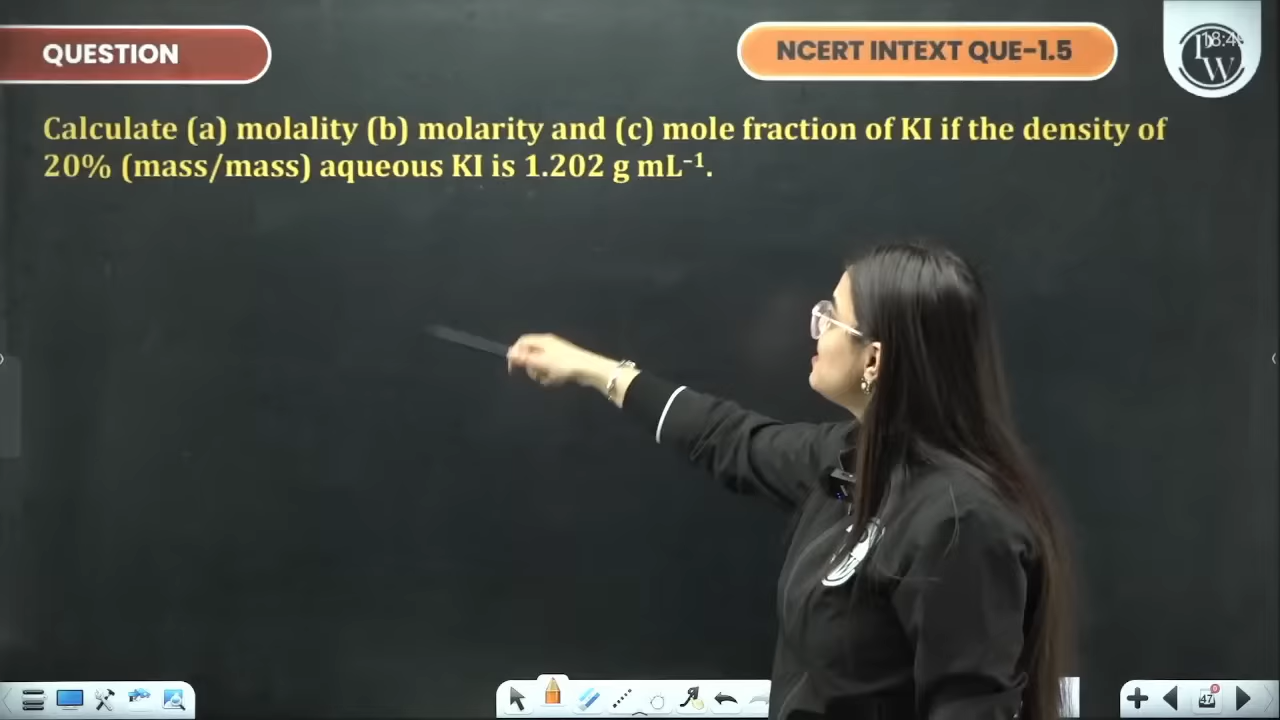 QUESTION
NCERT INTEXT QUE-1.5
Calculate (a) molality (b) molarity and (c) mole fraction of KI if the density of
20% (mass/mass) aqueous KI is 1.202 g mL⁻¹.
47